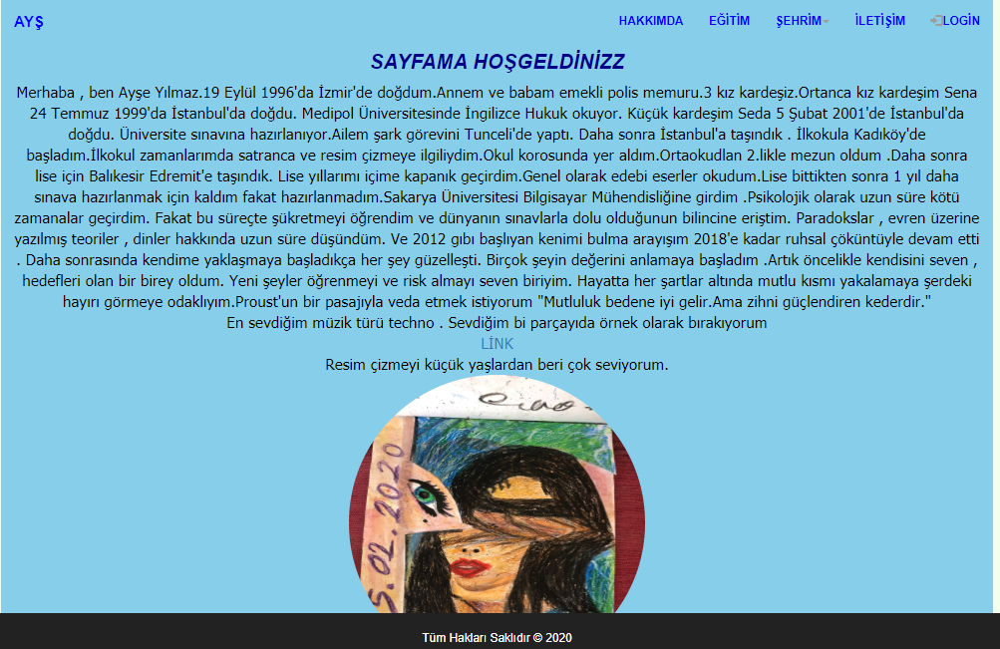 AYŞ
HAKKIMDA EĞİTİM ŞEHRİM İLETİŞİM LOGİN
SAYFAMA HOŞGELDİNİZZ
Merhaba , ben Ayşe Yılmaz.19 Eylül 1996'da İzmir'de doğdum.Annem ve babam emekli polis memuru.3 kız kardeşiz.Ortanca kız kardeşim Sena
24 Temmuz 1999'da İstanbul'da doğdu. Medipol Üniversitesinde İngilizce Hukuk okuyor. Küçük kardeşim Seda 5 Şubat 2001'de İstanbul'da
doğdu. Üniversite sınavına hazırlanıyor.Ailem şark görevini Tunceli'de yaptı. Daha sonra İstanbul'a taşındık . İlkokula Kadıköy'de
başladım.İlkokul zamanlarımda satranca ve resim çizmeye ilgiliydim.Okul korosunda yer aldım.Ortaokudlan 2.likle mezun oldum .Daha sonra
lise için Balıkesir Edremit'e taşındık. Lise yıllarımı içime kapanık geçirdim.Genel olarak edebi eserler okudum.Lise bittikten sonra 1 yıl daha
sınava hazırlanmak için kaldım fakat hazırlanmadım.Sakarya Üniversitesi Bilgisayar Mühendisliğine girdim .Psikolojik olarak uzun süre kötü
zamanalar geçirdim. Fakat bu süreçte şükretmeyi öğrendim ve dünyanın sınavlarla dolu olduğunun bilincine eriştim. Paradokslar , evren üzerine
yazılmış teoriler , dinler hakkında uzun süre düşündüm. Ve 2012 gıbı başlıyan kenimi bulma arayışım 2018'e kadar ruhsal çöküntüyle devam etti
. Daha sonrasında kendime yaklaşmaya başladıkça her şey güzelleşti. Birçok şeyin değerini anlamaya başladım .Artık öncelikle kendisini seven ,
hedefleri olan bir birey oldum. Yeni şeyler öğrenmeyi ve risk almayı seven biriyim. Hayatta her şartlar altında mutlu kısmı yakalamaya şerdeki
hayırı görmeye odaklıyım.Proust'un bir pasajıyla veda etmek istiyorum "Mutluluk bedene iyi gelir.Ama zihni güçlendiren kederdir."
En sevdiğim müzik türü techno . Sevdiğim bi parçayıda örnek olarak bırakıyorum
LİNK
Resim çizmeyi küçük yaşlardan beri çok seviyorum.
5.02.2020
Tüm Hakları Saklıdır © 2020